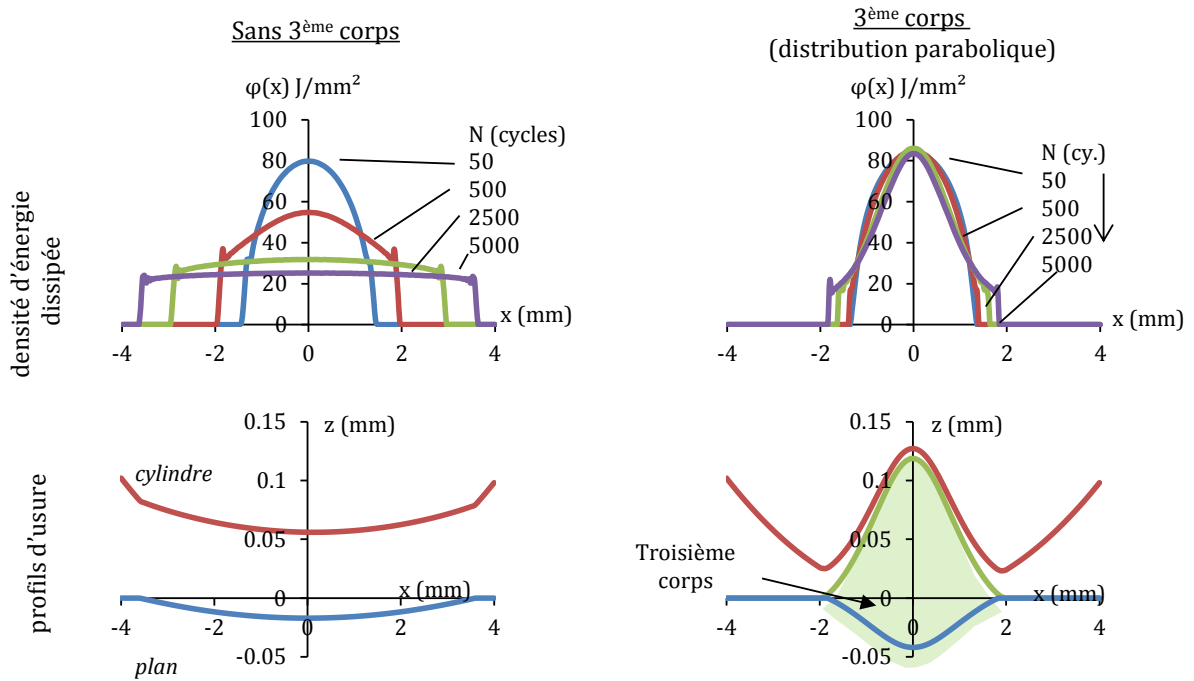 Sans 3ème corps
3ème corps
(distribution parabolique)
densité d'énergie
dissipée
φ(x) J/mm²
100
80
60
40
20
0
-4 -2 0 2 4
x (mm)
N (cycles)
50
500
2500
5000
φ(x) J/mm²
100
80
60
40
20
0
-4 -2 0 2 4
x (mm)
N (cy.)
50
500
2500
5000
profils d'usure
0.15
0.1
0.05
0
-0.05
z (mm)
cylindre
x (mm)
-4 -2 0 2 4
plan
0.15
0.1
0.05
0
-0.05
z (mm)
Troisième
corps
x (mm)
-4 -2 0 2 4